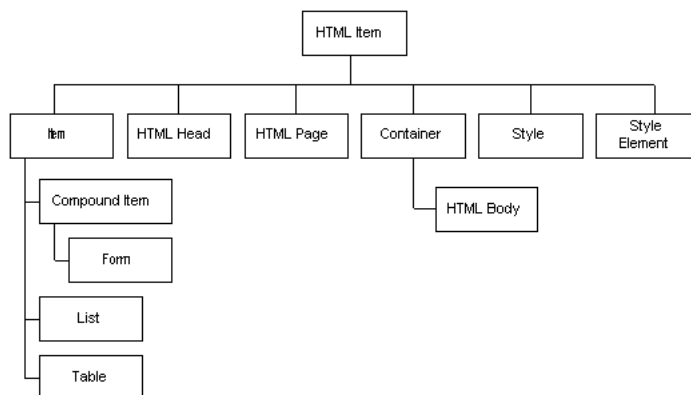 HTML Item
Item
HTML Head
HTML Page
Container
Style
Style
Element
Compound Item
HTML Body
Form
List
Table